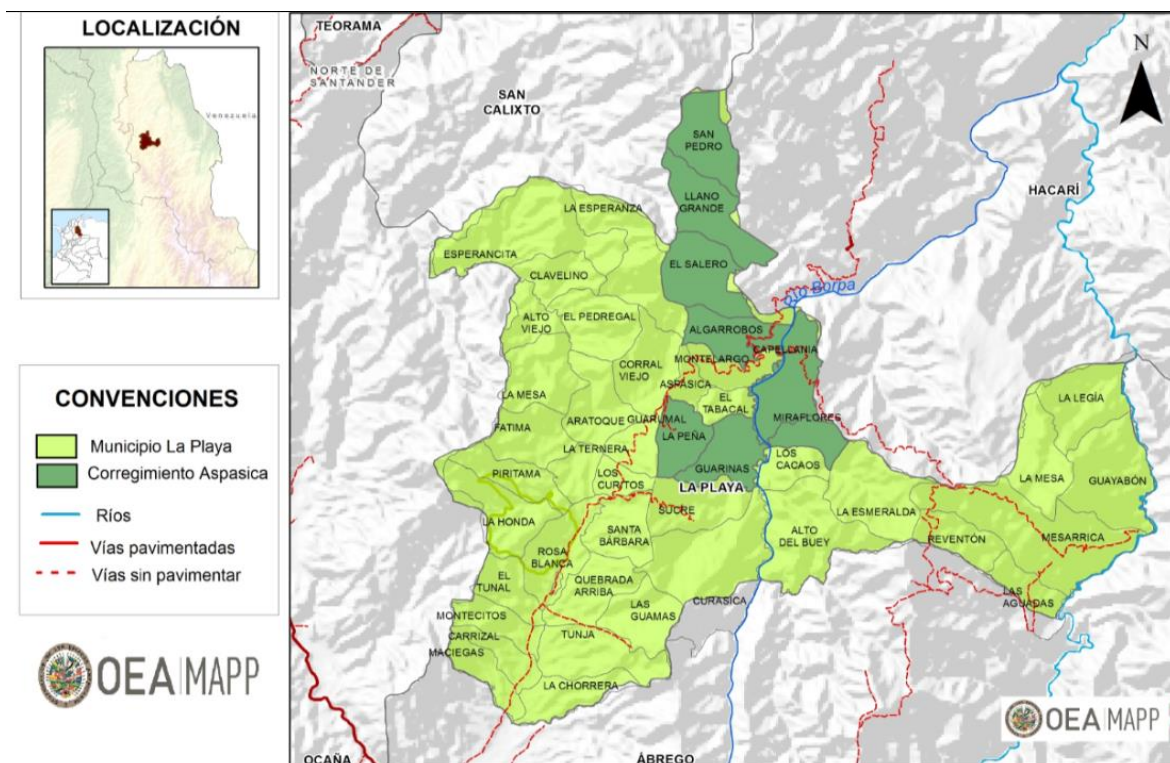 LOCALIZACIÓN
Venezuela
CONVENCIONES
Municipio La Playa
Corregimiento Aspasica
Ríos
Vías pavimentadas
Vías sin pavimentar
OEA | MAPP
TEORAMA
NORTE DE
SANTANDER
SAN
CALIXTO
N
HACARÍ
SAN
PEDRO
LLANO
GRANDE
LA ESPERANZA
ESPERANCITA
CLAVELINO
EL SALERO
ALTO
VIEJO
EL PEDREGAL
ALGARROBOS
CAPELLANIA
MONTELARGO
CORRAL
VIEJO
ASPÁSICA
EL
TABACAL
LA MESA
FATIMA
ARATOQUE
GUARUMAL
MIRAFLORES
LA PEÑA
LA TERNERA
GUARINAS
LOS
CACAOS
PIRITAMA
LOS
CURITOS
LA PLAYA
LA LEGÍA
LA MESA
GUAYABÓN
LA HONDA
SUCRE
LA ESMERALDA
SANTA
BÁRBARA
ALTO
DEL BUEY
REVENTÓN
MESARRICA
ROSA
BLANCA
EL
TUNAL
QUEBRADA
ARRIBA
LAS
AGUADAS
MONTECITOS
LAS
GUAMAS
CURASICA
CARRIZAL
TUNJA
MACIEGAS
LA CHORRERA
OEA | MAPP
OCAÑA
ÁBREGO